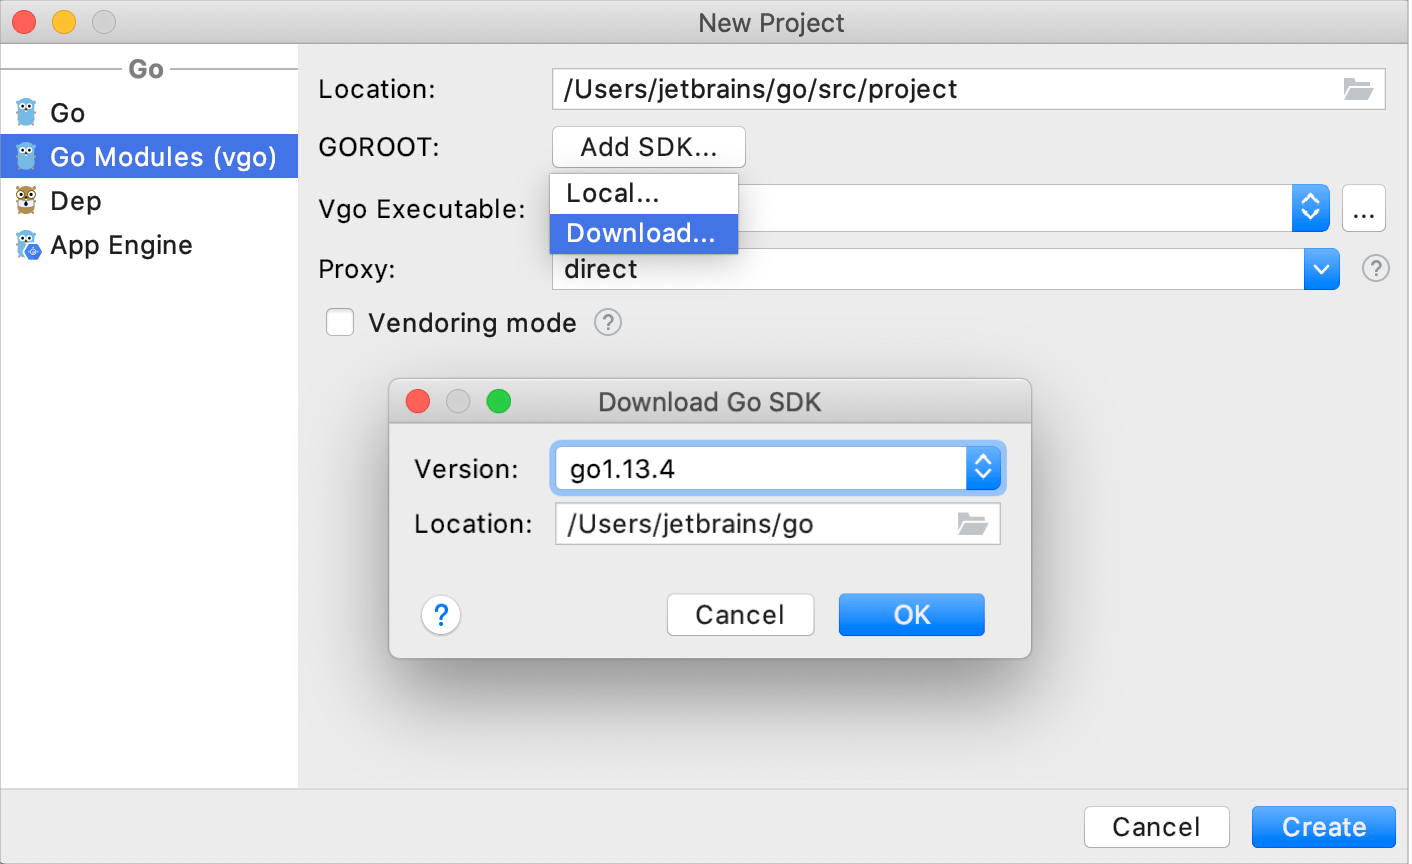 New Project
Go
Go
Go Modules (vgo)
Dep
App Engine
Location: /Users/jetbrains/go/src/project
GOROOT: Add SDK...
Local...
Vgo Executable: ...
Download...
Proxy: direct ?
Vendoring mode ?
Download Go SDK
Version: go1.13.4
Location: /Users/jetbrains/go
? Cancel OK
Cancel Create